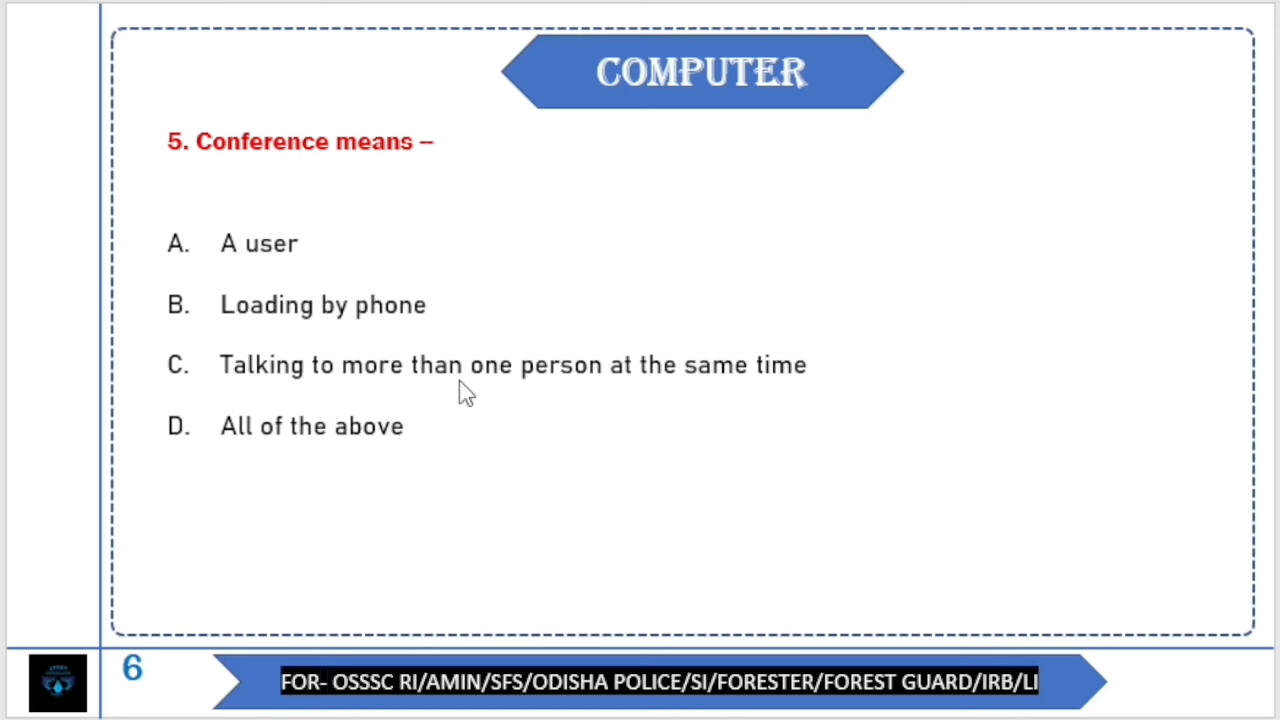 COMPUTER
5. Conference means –
A. A user
B. Loading by phone
C. Talking to more than one person at the same time
D. All of the above
6
FOR- OSSSC RI/AMIN/SFS/ODISHA POLICE/SI/FORESTER/FOREST GUARD/IRB/LI